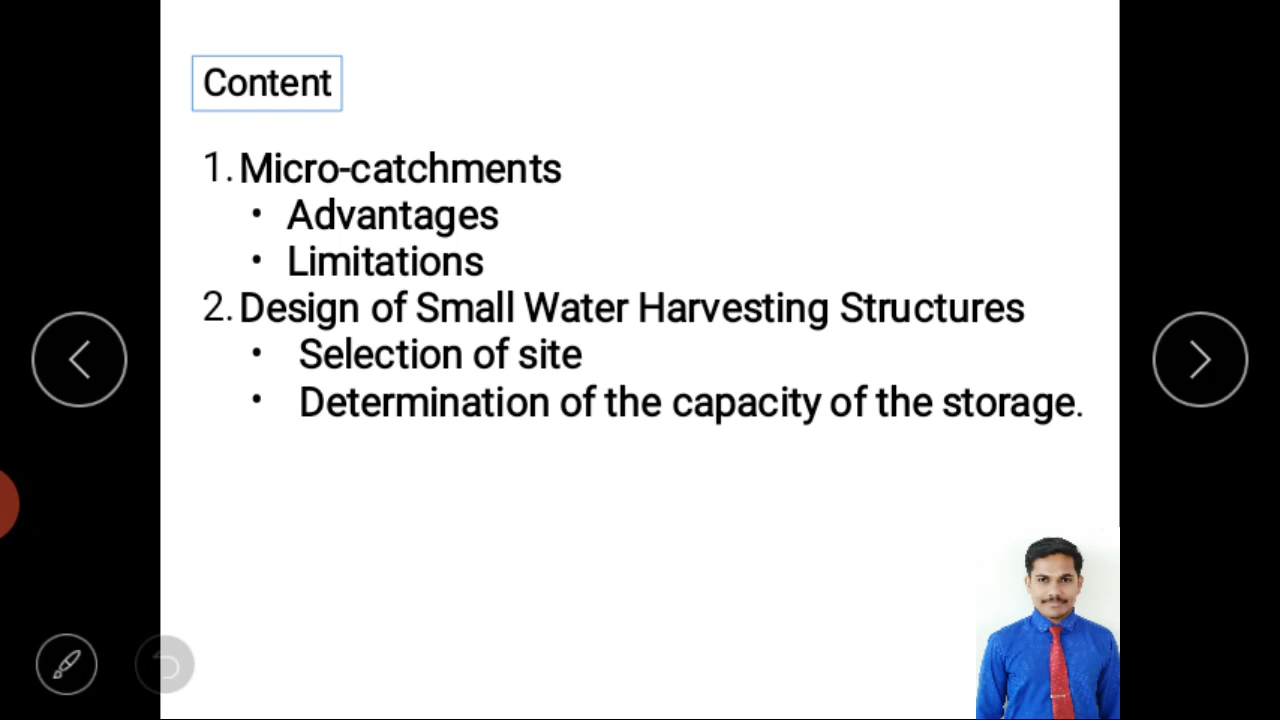 Content
1. Micro-catchments
• Advantages
• Limitations
2. Design of Small Water Harvesting Structures
• Selection of site
• Determination of the capacity of the storage.